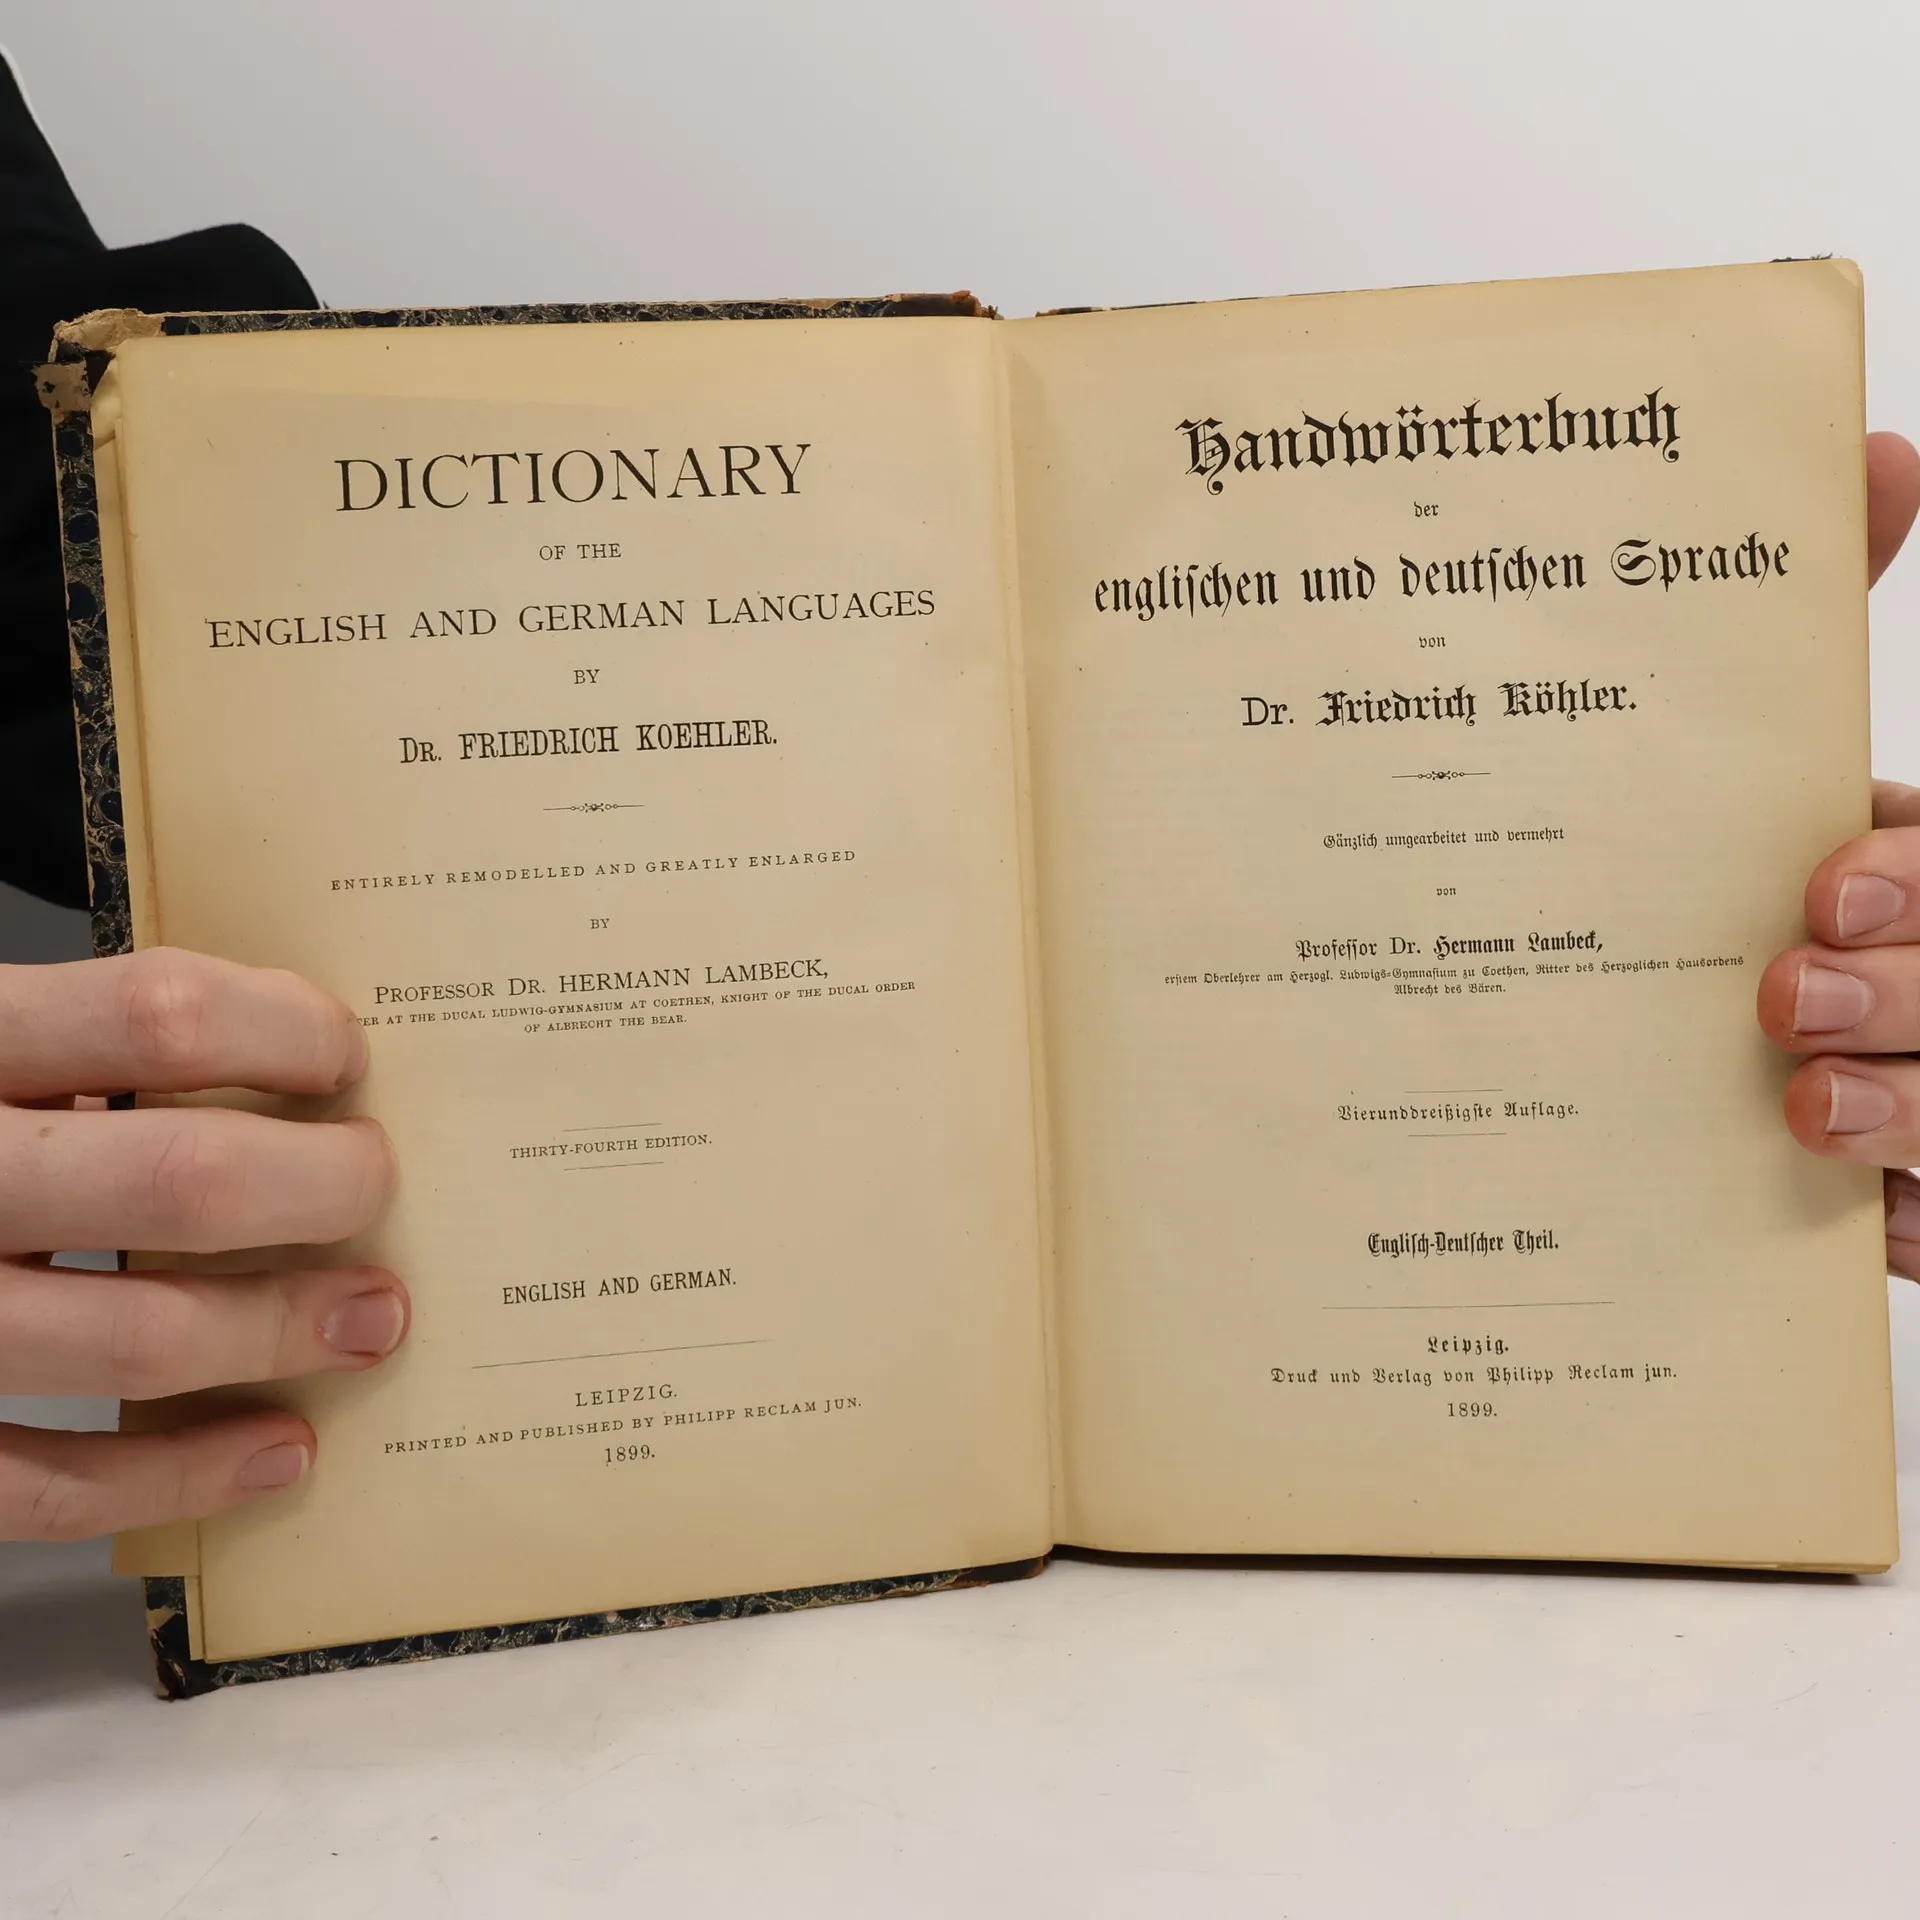 DICTIONARY
OF THE
ENGLISH AND GERMAN LANGUAGES
BY
DR. FRIEDRICH KOEHLER.
ENTIRELY REMODELLED AND GREATLY ENLARGED
BY
PROFESSOR DR. HERMANN LAMBECK,
AT THE DUCAL LUDWIG-GYMNASIUM AT COETHEN, KNIGHT OF THE DUCAL ORDER
OF ALBRECHT THE BEAR.
THIRTY-FOURTH EDITION.
ENGLISH AND GERMAN.
LEIPZIG.
PRINTED AND PUBLISHED BY PHILIPP RECLAM JUN.
1899.
Handwörterbuch
der
engliſchen und deutſchen Sprache
von
Dr. Friedrich Köhler.
Gänzlich umgearbeitet und vermehrt
von
Profeſſor Dr. Hermann Lambeck,
erſtem Oberlehrer am Herzogl. Ludwigs-Gymnaſium zu Coethen, Ritter des Herzoglichen Hausordens
Albrecht des Bären.
Vierunddreißigſte Auflage.
Engliſch-Deutſcher Theil.
Leipzig.
Druck und Verlag von Philipp Reclam jun.
1899.